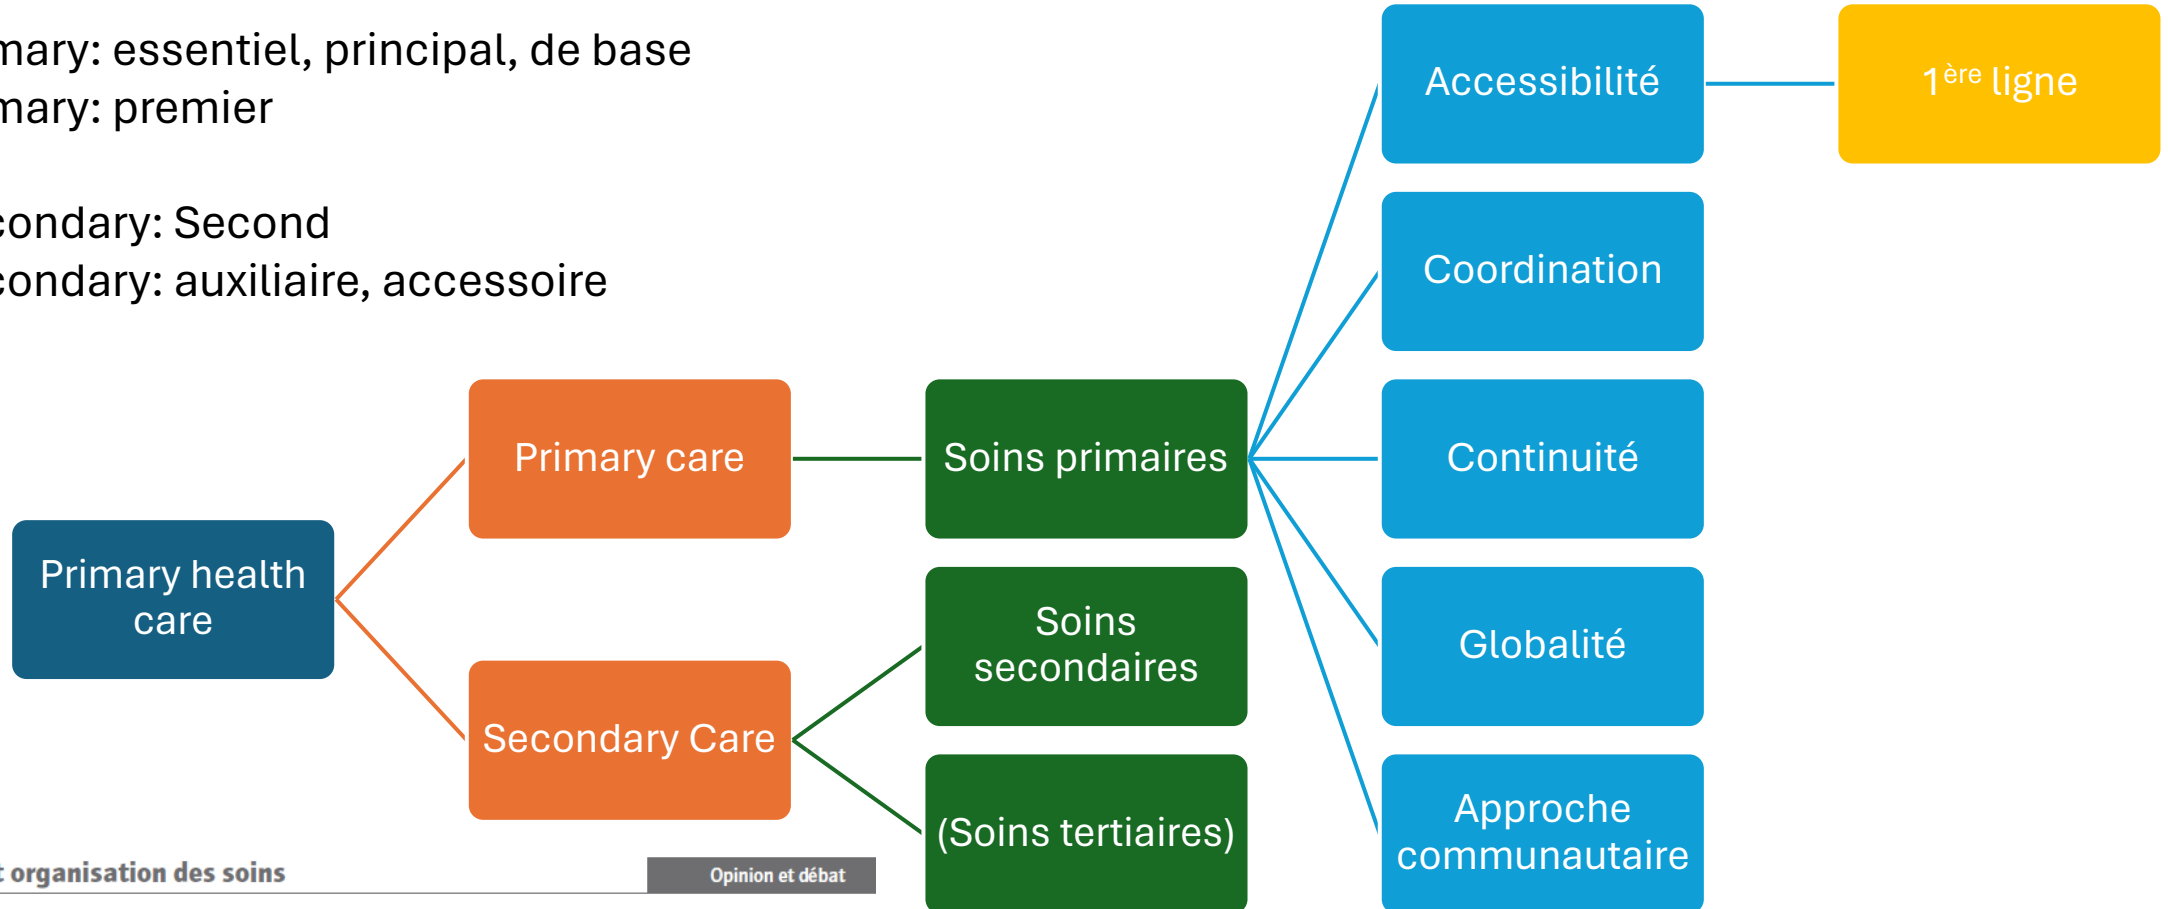 mary: essentiel, principal, de base
mary: premier
condary: Second
condary: auxiliaire, accessoire
Accessibilité
1ère ligne
Coordination
Primary care
Soins primaires
Continuité
Primary health
care
Soins
secondaires
Globalité
Secondary Care
(Soins tertiaires)
Approche
communautaire
t organisation des soins
Opinion et débat